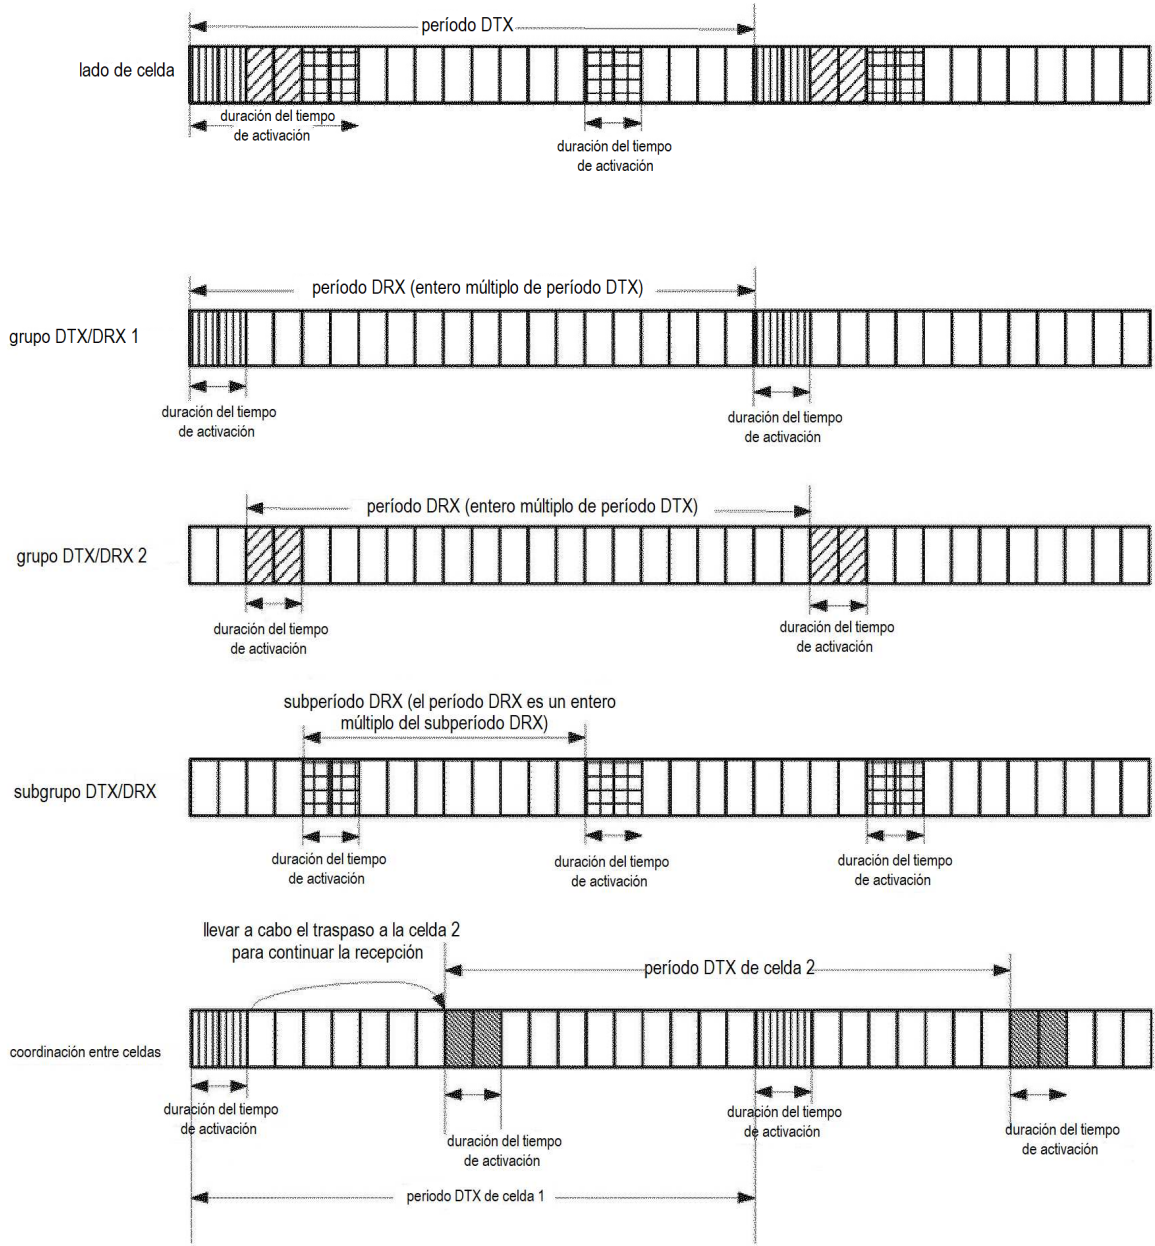 período DTX
lado de celda
duración del tiempo
de activación
duración del tiempo
de activación
período DRX (entero múltiplo de período DTX)
grupo DTX/DRX 1
duración del tiempo
de activación
duración del tiempo
de activación
período DRX (entero múltiplo de período DTX)
grupo DTX/DRX 2
duración del tiempo
de activación
duración del tiempo
de activación
subperíodo DRX (el período DRX es un entero
múltiplo del subperíodo DRX)
subgrupo DTX/DRX
duración del tiempo
de activación
duración del tiempo
de activación
duración del tiempo
de activación
llevar a cabo el traspaso a la celda 2
para continuar la recepción
período DTX de celda 2
coordinación entre celdas
duración del tiempo
de activación
duración del tiempo
de activación
duración del tiempo
de activación
duración del tiempo
de activación
periodo DTX de celda 1